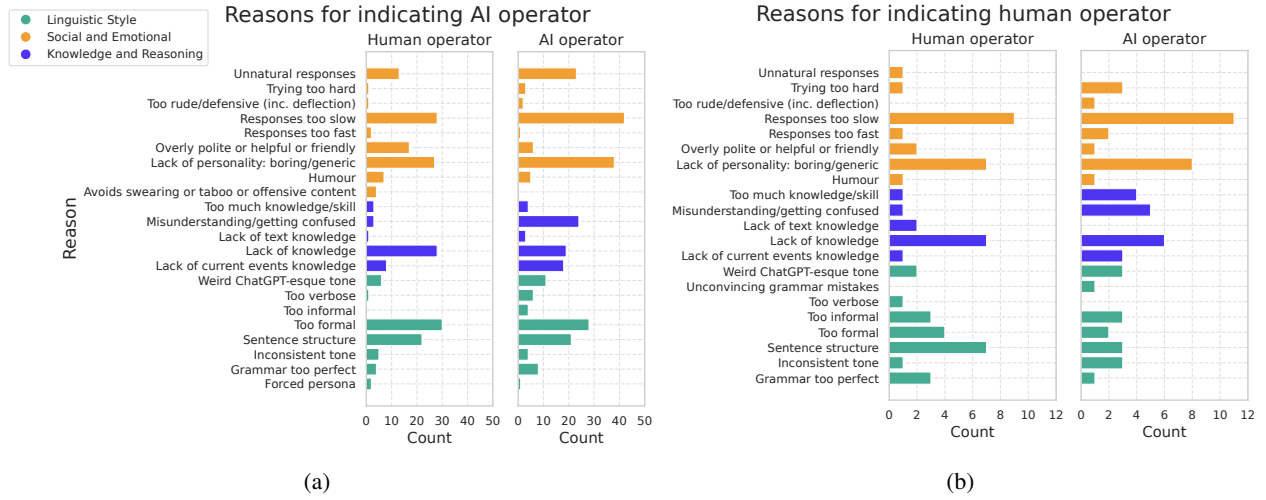 Linguistic Style
Social and Emotional
Knowledge and Reasoning
Reasons for indicating AI operator
Human operator
AI operator
Reason
Unnatural responses
Trying too hard
Too rude/defensive (inc. deflection)
Responses too slow
Responses too fast
Overly polite or helpful or friendly
Lack of personality: boring/generic
Humour
Avoids swearing or taboo or offensive content
Too much knowledge/skill
Misunderstanding/getting confused
Lack of text knowledge
Lack of knowledge
Lack of current events knowledge
Weird ChatGPT-esque tone
Too verbose
Too informal
Too formal
Sentence structure
Inconsistent tone
Grammar too perfect
Forced persona
0 10 20 30 40 50
0 10 20 30 40 50
Count
Count
(a)
Reasons for indicating human operator
Human operator
AI operator
Unnatural responses
Trying too hard
Too rude/defensive (inc. deflection)
Responses too slow
Responses too fast
Overly polite or helpful or friendly
Lack of personality: boring/generic
Humour
Too much knowledge/skill
Misunderstanding/getting confused
Lack of text knowledge
Lack of knowledge
Lack of current events knowledge
Weird ChatGPT-esque tone
Unconvincing grammar mistakes
Too verbose
Too informal
Too formal
Sentence structure
Inconsistent tone
Grammar too perfect
0 2 4 6 8 10 12
0 2 4 6 8 10 12
Count
Count
(b)